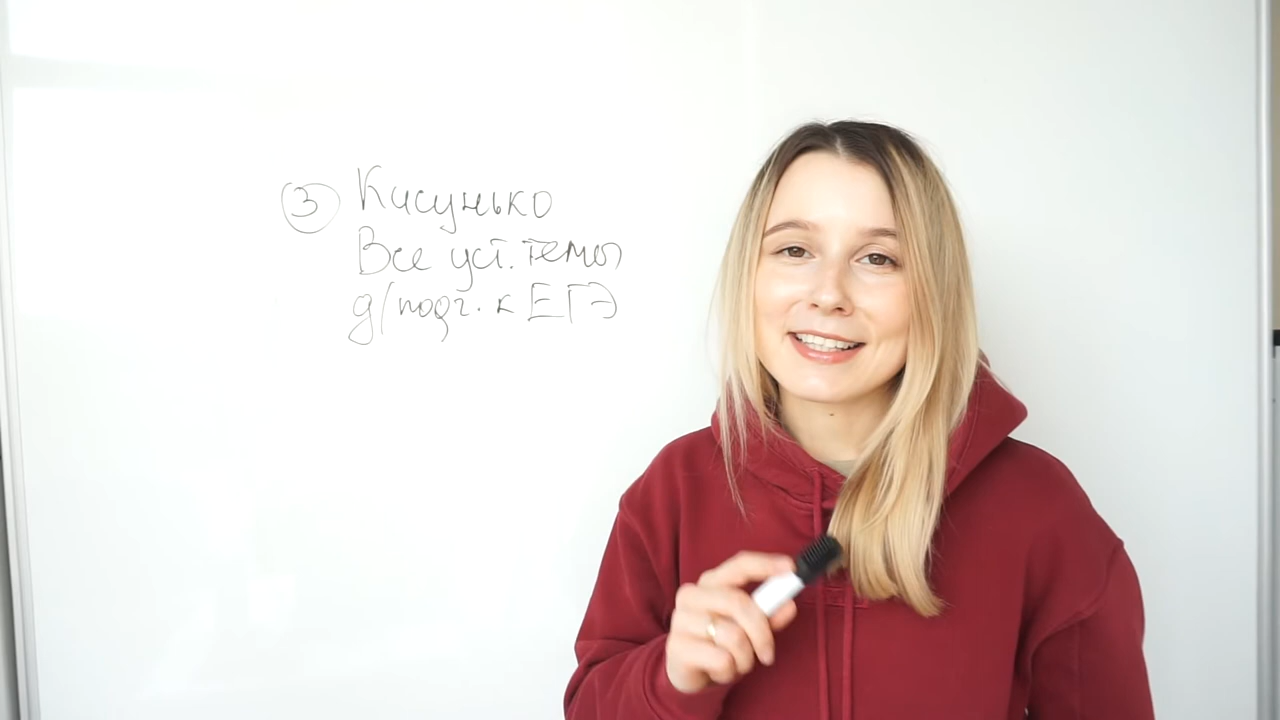 ③ Кисунько
Все уст. темы
д/подг. к ЕГЭ